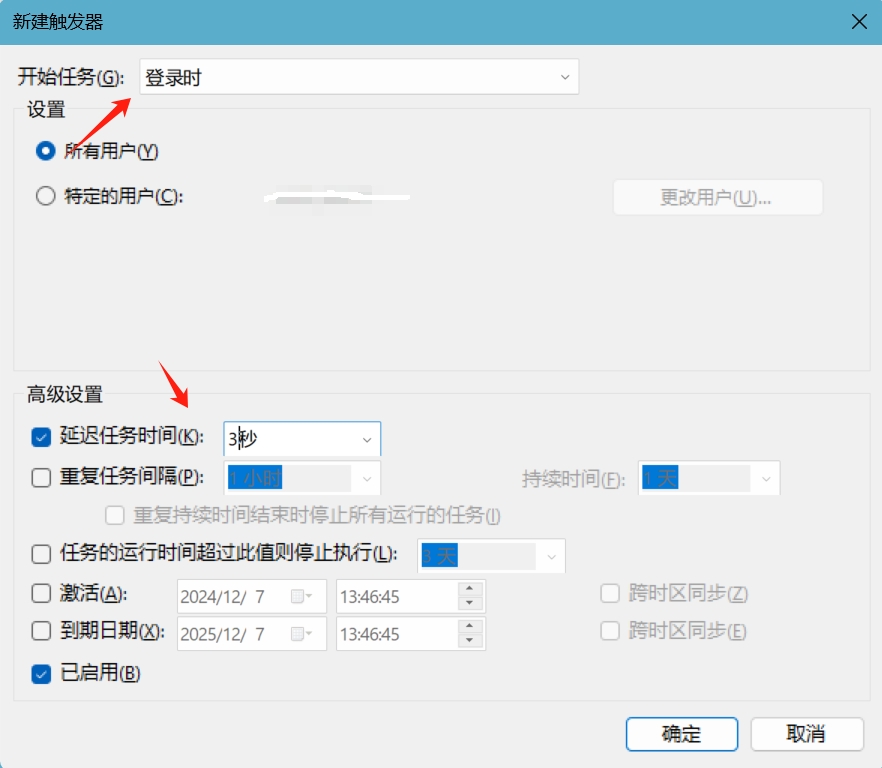 新建触发器
开始任务(G): 登录时
设置
所有用户(Y)
特定的用户(C): 更改用户(U)...
高级设置
延迟任务时间(K): 3秒
重复任务间隔(P): 1 小时 持续时间(F): 1 天
重复持续时间结束时停止所有运行的任务(I)
任务的运行时间超过此值则停止执行(L): 3 天
激活(A): 2024/12/ 7 13:46:45 跨时区同步(Z)
到期日期(X): 2025/12/ 7 13:46:45 跨时区同步(E)
已启用(B)
确定 取消